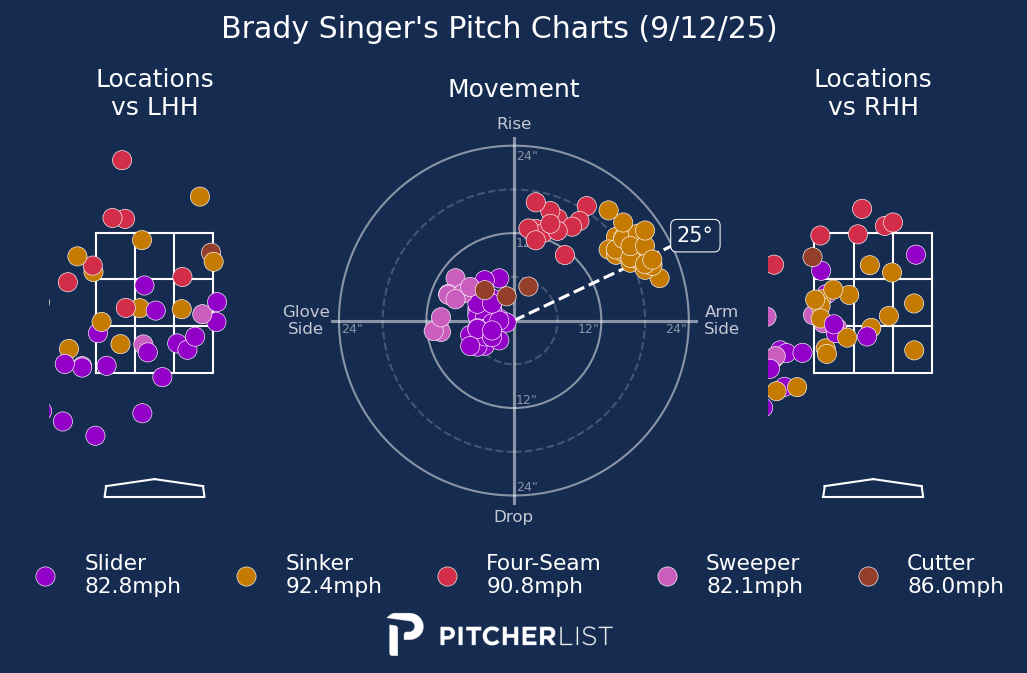 Brady Singer's Pitch Charts (9/12/25)
Locations
vs LHH
Movement
Locations
vs RHH
Rise
24"
12"
25°
Glove
Side
24"
12"
24"
Arm
Side
12"
24"
Drop
Slider
82.8mph
Sinker
92.4mph
Four-Seam
90.8mph
Sweeper
82.1mph
Cutter
86.0mph
PITCHERLIST